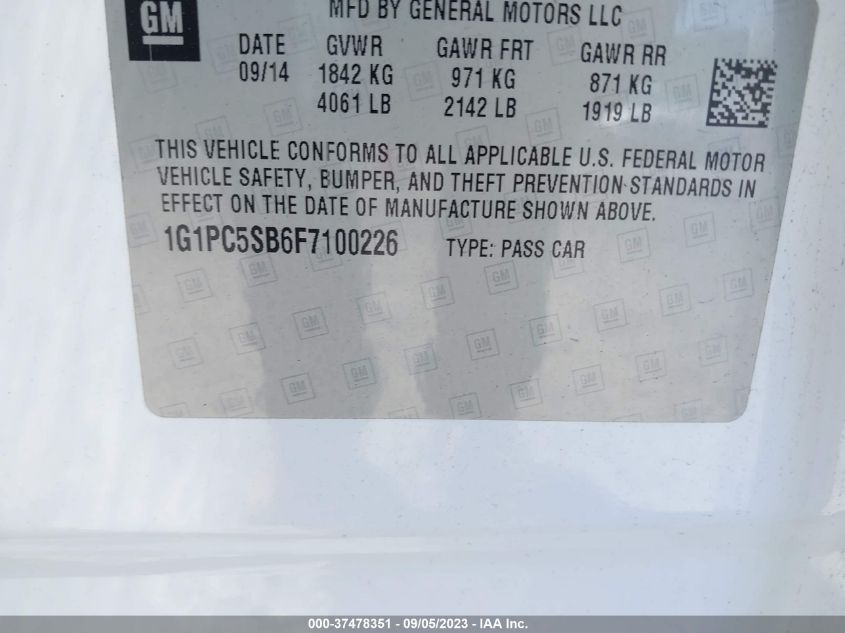 GM
MFD BY GENERAL MOTORS LLC
DATE GVWR GAWR FRT GAWR RR
09/14 1842 KG 971 KG 871 KG
4061 LB 2142 LB 1919 LB
THIS VEHICLE CONFORMS TO ALL APPLICABLE U.S. FEDERAL MOTOR
VEHICLE SAFETY, BUMPER, AND THEFT PREVENTION STANDARDS IN
EFFECT ON THE DATE OF MANUFACTURE SHOWN ABOVE.
1G1PC5SB6F7100226 TYPE: PASS CAR
000-37478351 - 09/05/2023 - IAAI Inc.